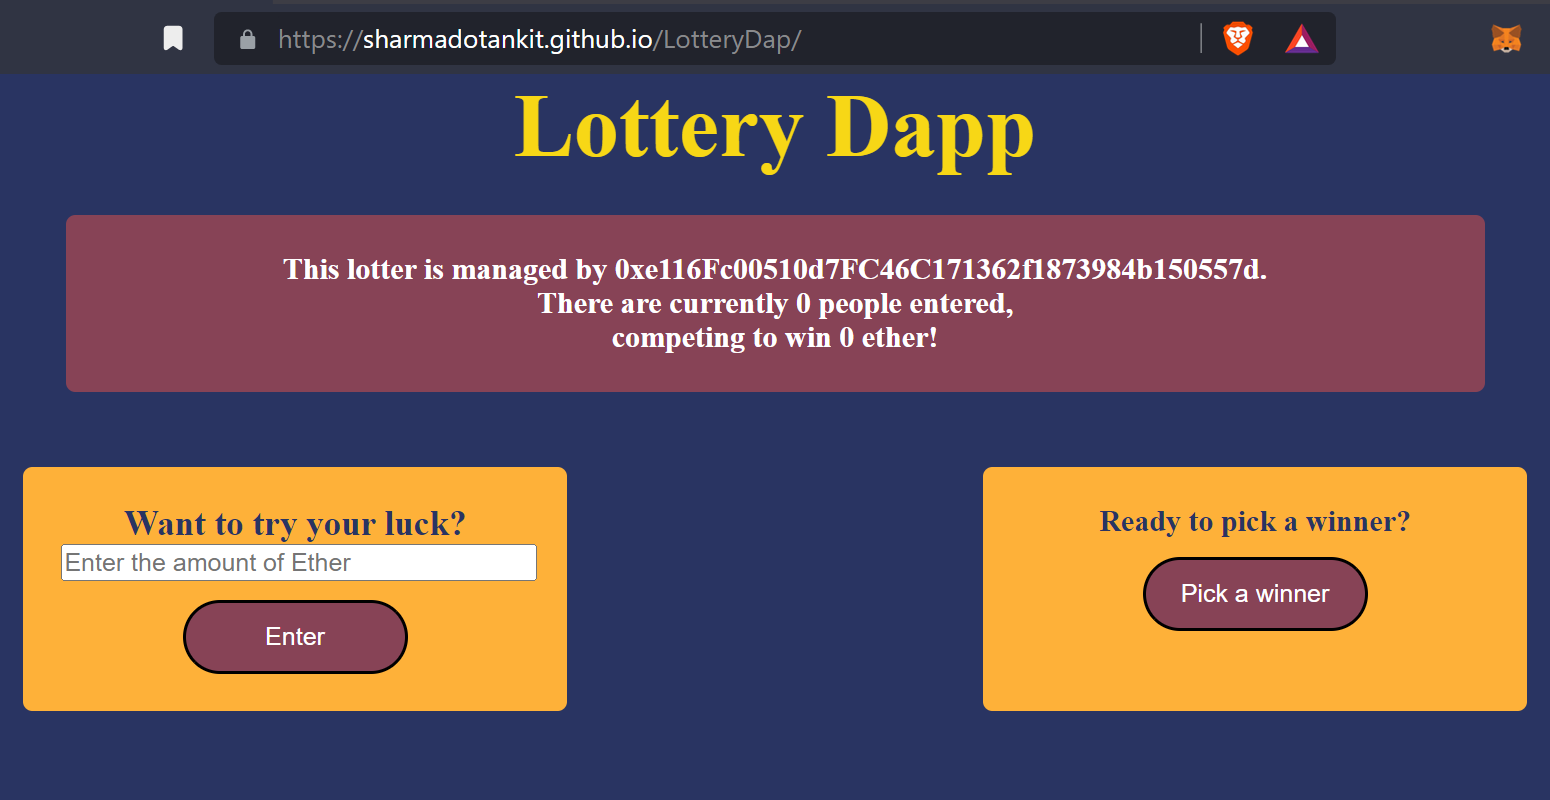 https://sharmadotankit.github.io/LotteryDap/
Lottery Dapp
This lotter is managed by 0xe116Fc00510d7FC46C171362f1873984b150557d.
There are currently 0 people entered,
competing to win 0 ether!
Want to try your luck?
Enter the amount of Ether
Enter
Ready to pick a winner?
Pick a winner